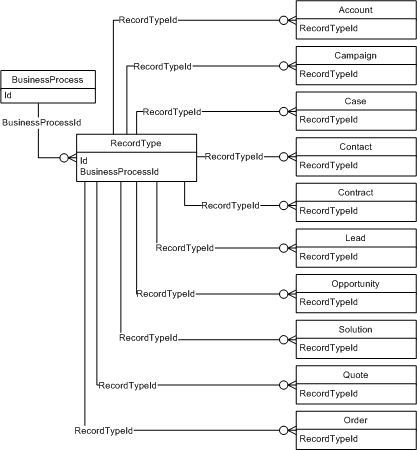 Account
RecordTypeId
RecordTypeId
Campaign
RecordTypeId
RecordTypeId
BusinessProcess
Id
Case
RecordTypeId
RecordTypeId
BusinessProcessId
RecordType
Id
BusinessProcessId
Contact
RecordTypeId
RecordTypeId
Contract
RecordTypeId
RecordTypeId
Lead
RecordTypeId
RecordTypeId
Opportunity
RecordTypeId
RecordTypeId
Solution
RecordTypeId
RecordTypeId
Quote
RecordTypeId
RecordTypeId
Order
RecordTypeId
RecordTypeId